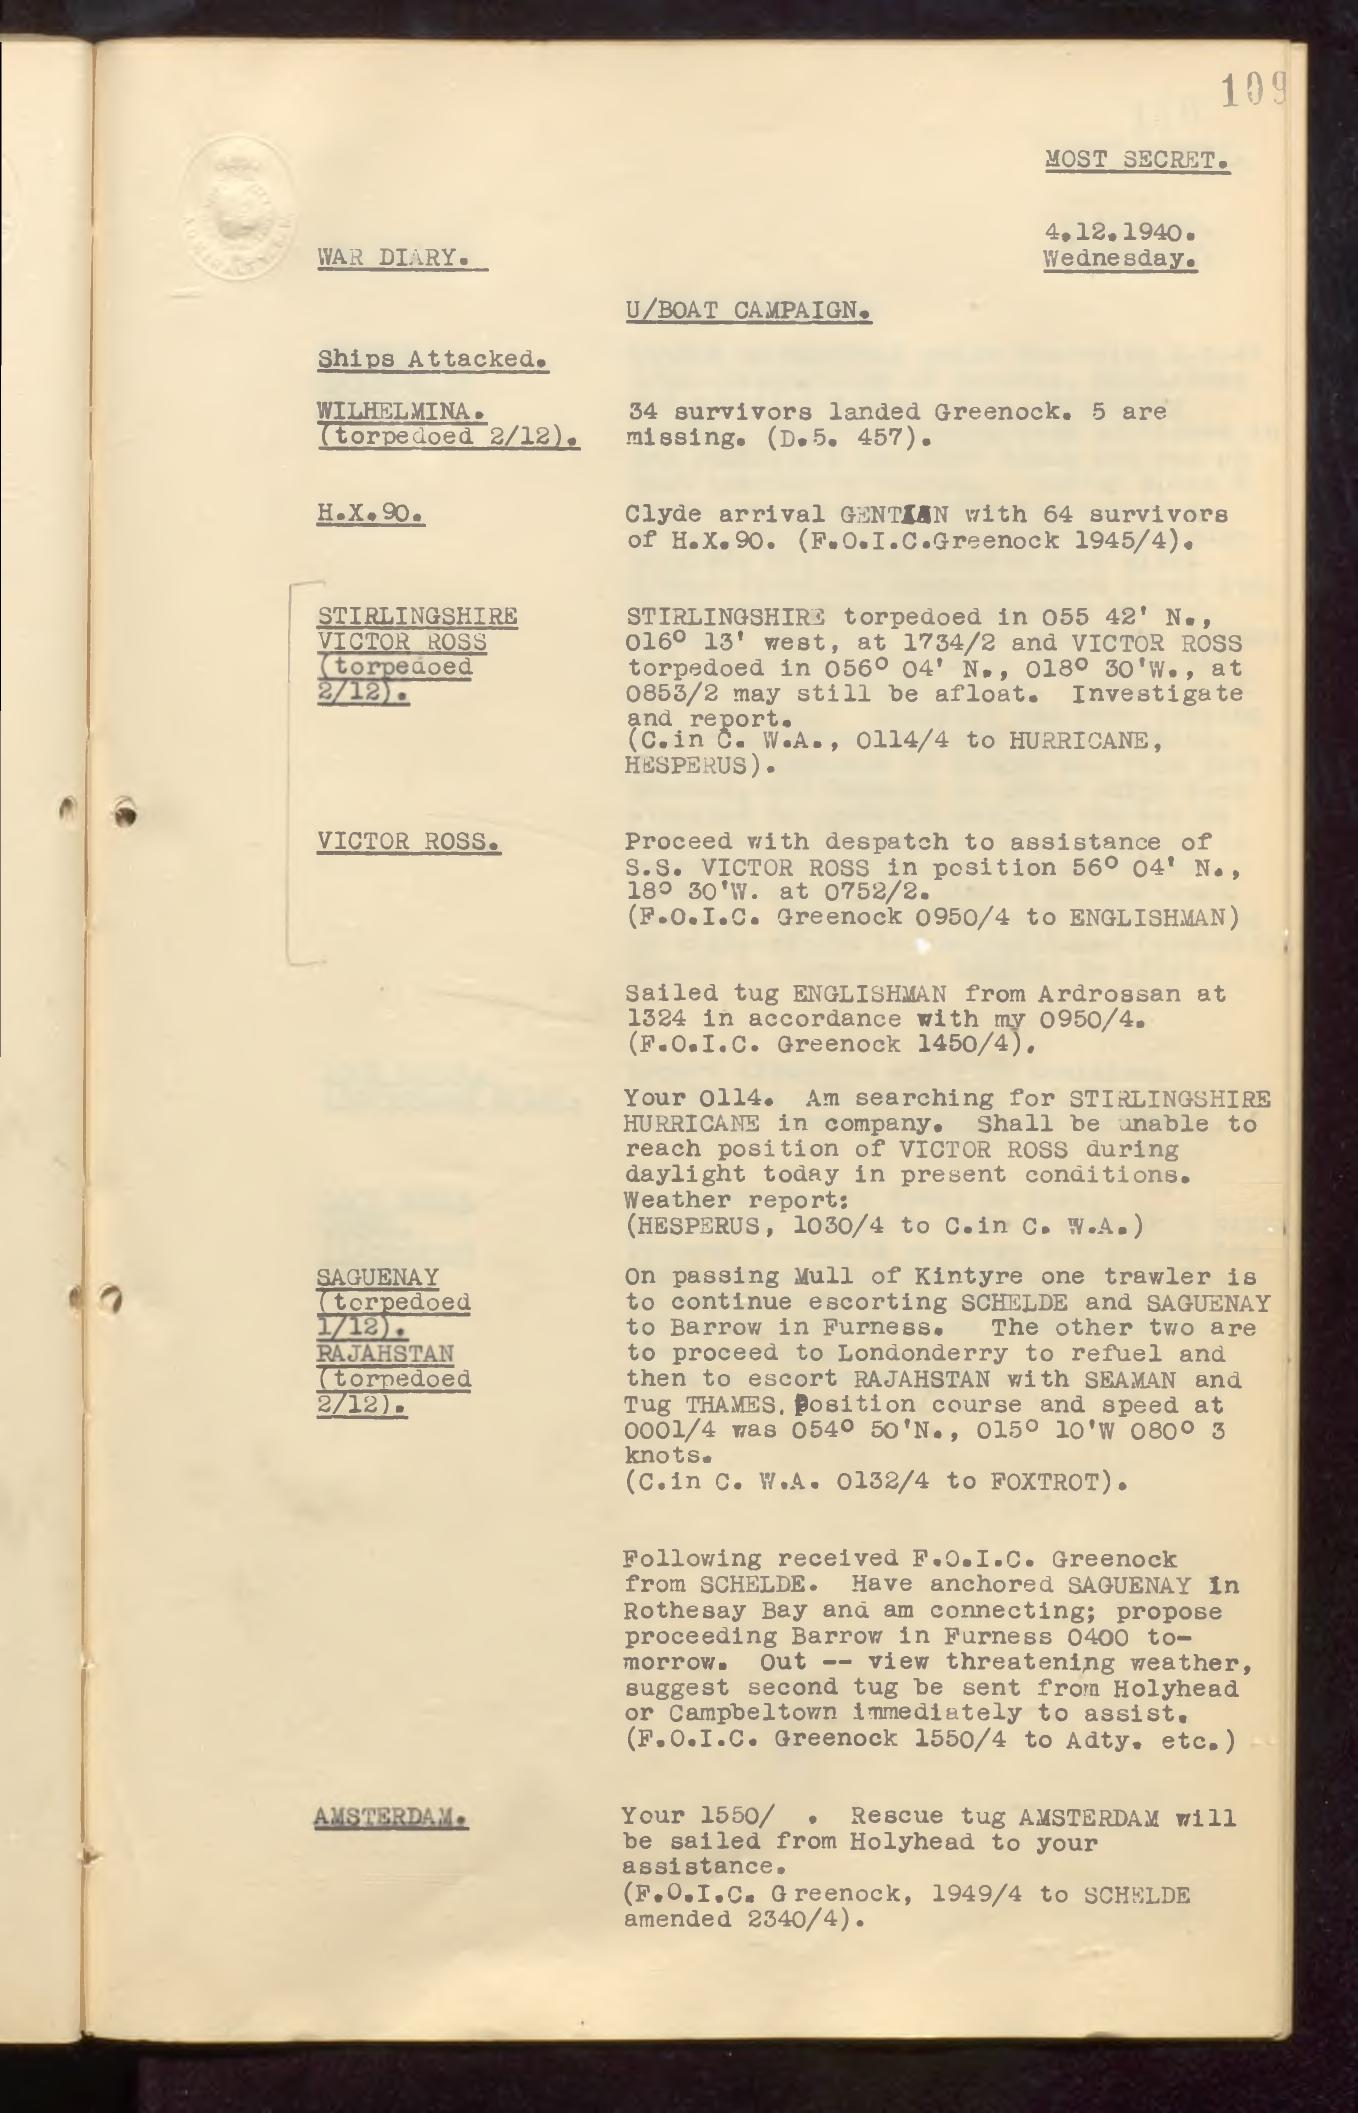 109
MOST SECRET.
4.12.1940.
WAR DIARY.
Wednesday.
U/BOAT CAMPAIGN.
Ships Attacked.
WILHELMINA.
(torpedoed 2/12).
34 survivors landed Greenock. 5 are
missing. (D.5. 457).
H.X.90.
Clyde arrival GENTIAN with 64 survivors
of H.X.90. (F.O.I.C.Greenock 1945/4).
STIRLINGSHIRE
VICTOR ROSS
(torpedoed
2/12).
STIRLINGSHIRE torpedoed in 055 42' N.,
016° 13' west, at 1734/2 and VICTOR ROSS
torpedoed in 056° 04' N., 018° 30'W., at
0853/2 may still be afloat. Investigate
and report.
(C.in C. W.A., 0114/4 to HURRICANE,
HESPERUS).
VICTOR ROSS.
Proceed with despatch to assistance of
S.S. VICTOR ROSS in position 56° 04' N.,
18° 30'W. at 0752/2.
(F.O.I.C. Greenock 0950/4 to ENGLISHMAN)
Sailed tug ENGLISHMAN from Ardrossan at
1324 in accordance with my 0950/4.
(F.O.I.C. Greenock 1450/4).
Your 0114. Am searching for STIRLINGSHIRE
HURRICANE in company. Shall be unable to
reach position of VICTOR ROSS during
daylight today in present conditions.
Weather report:
(HESPERUS, 1030/4 to C.in C. W.A.)
SAGUENAY
(torpedoed
1/12).
RAJAHSTAN
(torpedoed
2/12).
On passing Mull of Kintyre one trawler is
to continue escorting SCHELDE and SAGUENAY
to Barrow in Furness. The other two are
to proceed to Londonderry to refuel and
then to escort RAJAHSTAN with SEAMAN and
Tug THAMES. Position course and speed at
0001/4 was 054° 50'N., 015° 10'W 080° 3
knots.
(C.in C. W.A. 0132/4 to FOXTROT).
Following received F.O.I.C. Greenock
from SCHELDE. Have anchored SAGUENAY in
Rothesay Bay and am connecting; propose
proceeding Barrow in Furness 0400 to-
morrow. Out -- view threatening weather,
suggest second tug be sent from Holyhead
or Campbeltown immediately to assist.
(F.O.I.C. Greenock 1550/4 to Adty. etc.)
AMSTERDAM.
Your 1550/ . Rescue tug AMSTERDAM will
be sailed from Holyhead to your
assistance.
(F.O.I.C. Greenock, 1949/4 to SCHELDE
amended 2340/4).